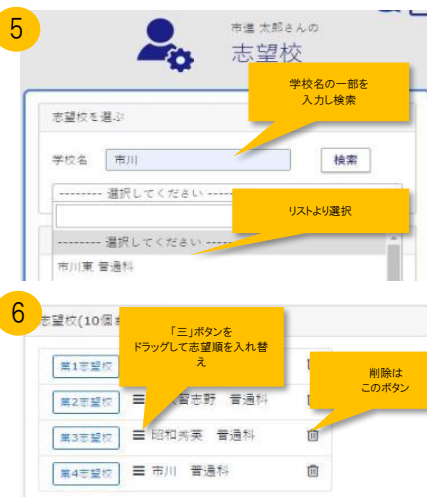 5
市進 太郎さんの
志望校
学校名の一部を
入力し検索
志望校を選ぶ
学校名 市川 検索
-------- 選択してください --------
リストより選択
-------- 選択してください --------
市川東 普通科
6
志望校(10個
「三」ボタンを
ドラッグして志望順を入れ替
え
削除は
このボタン
第1志望校
第2志望校 習志野 普通科
第3志望校 昭和秀英 普通科
第4志望校 市川 普通科